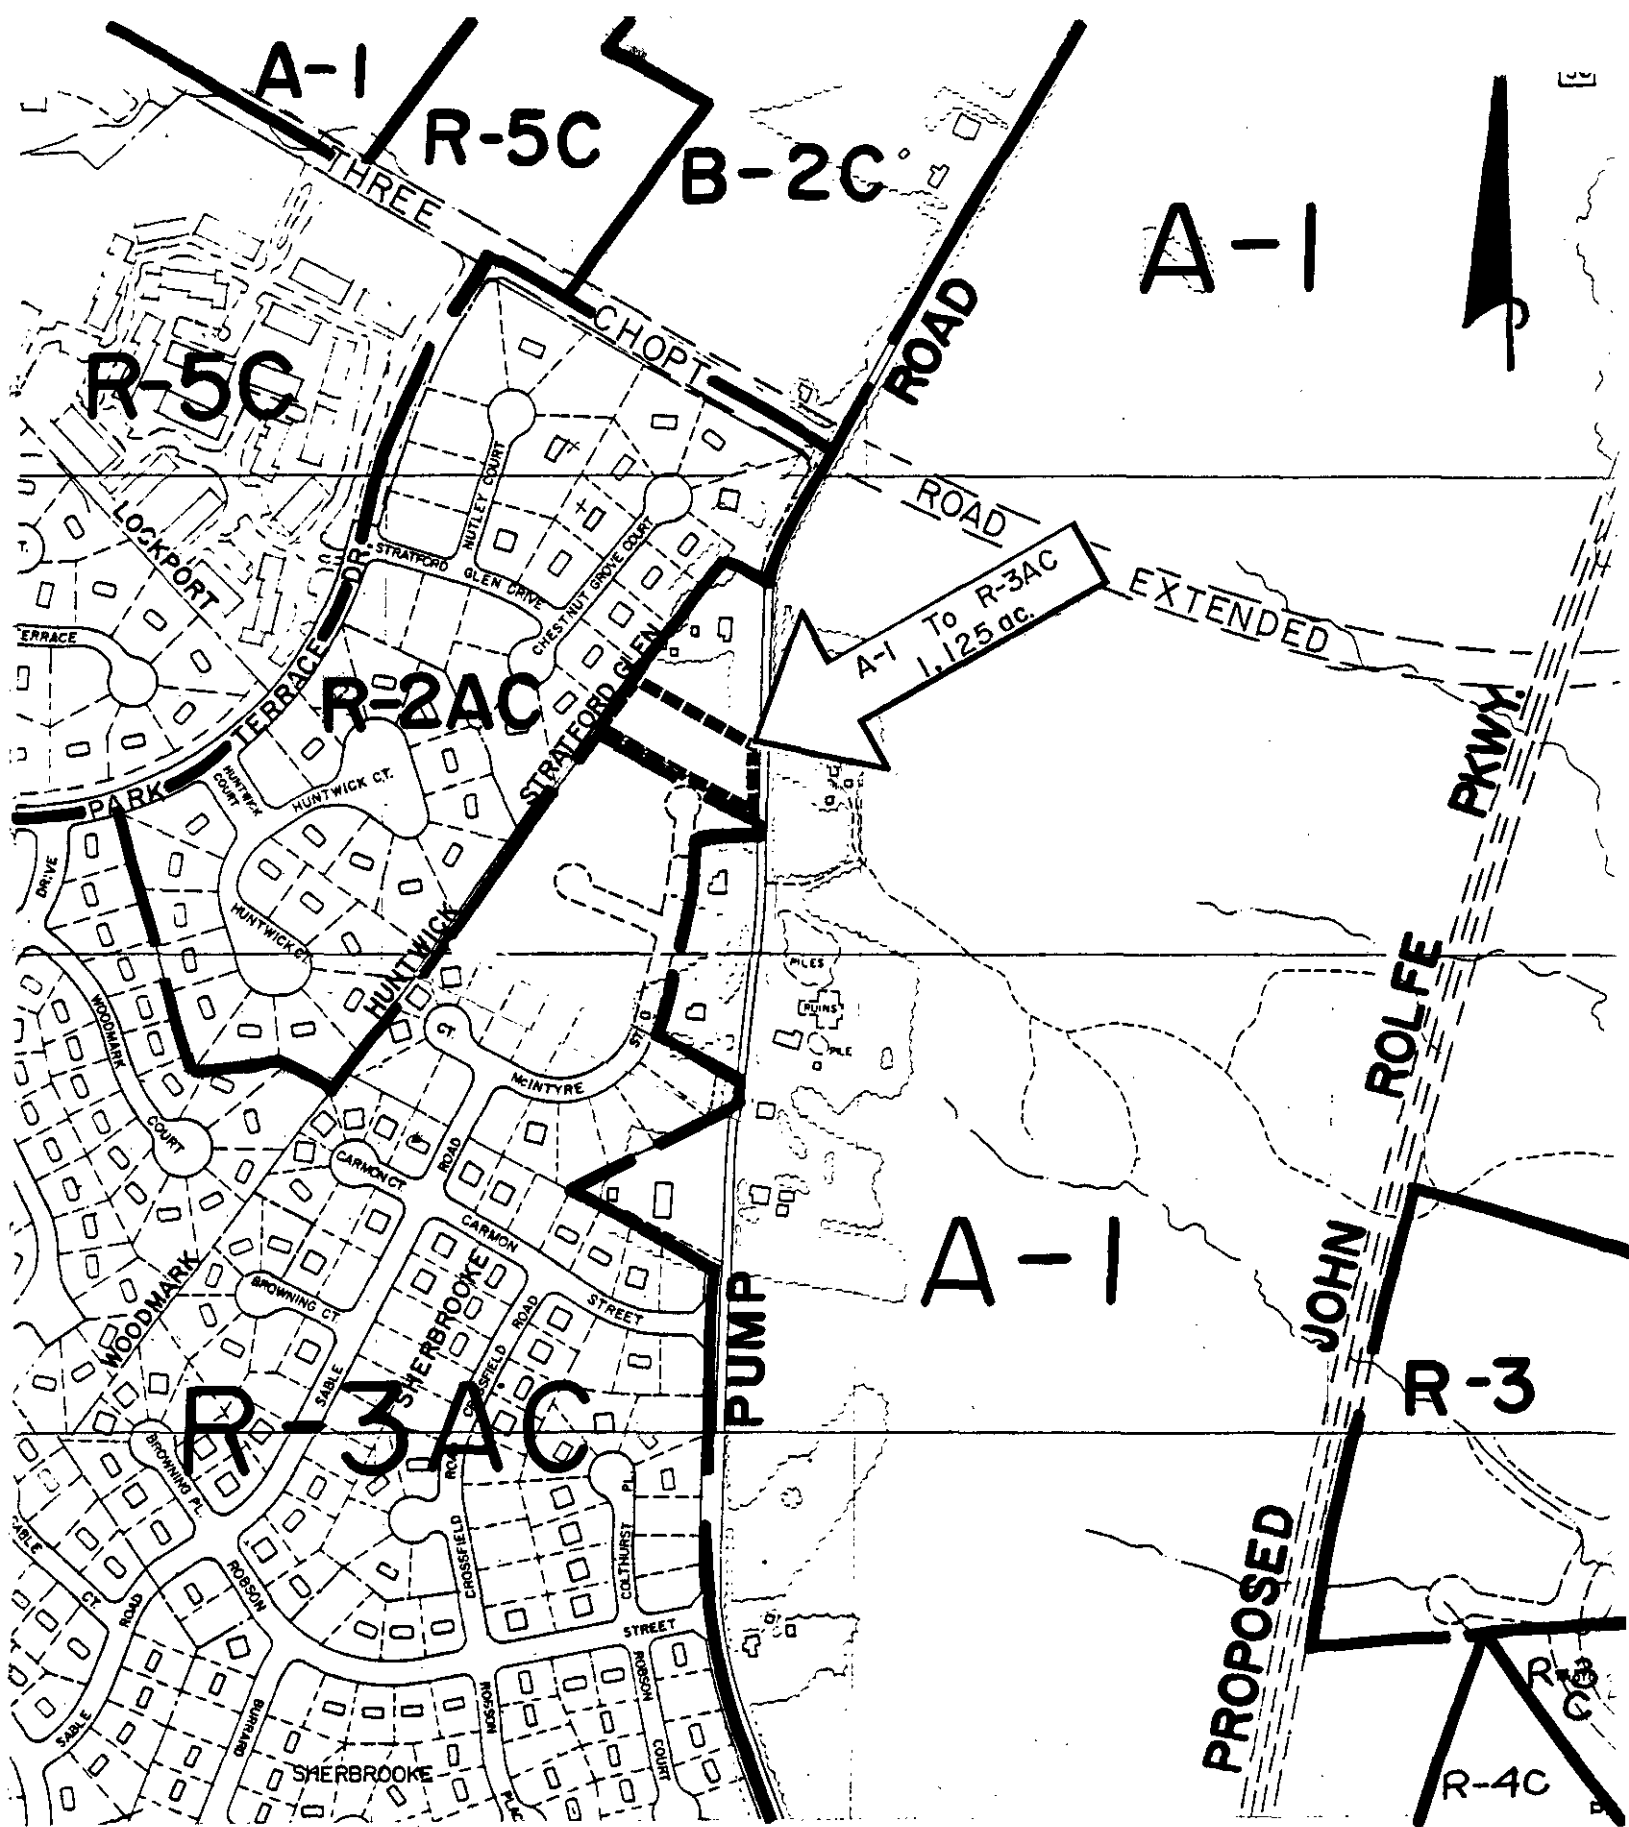 A-1
R-5C
B-2C
A-1
THREE
CHOPT
ROAD
R-5C
ROAD
EXTENDED
LOCKPORT
NUTLEY COURT
CHESTNUT GROVE COURT
STRATFORD GLEN DRIVE
A-1 To R-3AC
1.125 ac.
ERRACE
PARK TERRACE DR.
R-2AC
STRATFORD GLEN
HUNTWICK COURT
HUNTWICK CT.
HUNTWICK CT.
HUNTWICK
DRIVE
WOODMARK
COURT
PILES
RUINS
PILE
CT.
McINTYRE
ST.
ROAD
CARMON CT.
CARMON
STREET
A-1
PUMP
PROPOSED JOHN ROLFE PKWY.
R-3
WOODMARK
BROWNING CT.
SHERBROOKE
SABLE
CROSSFIELD
ROAD
R-3AC
BROWNING PL.
SABLE
CT.
ROAD
ROBSON
CROSSFIELD
COLTHURST
PL.
STREET
SABLE
BURRARD
ROBSON
PLAC
ROBSON
COURT
SHERBROOKE
R-3
C
R-4C